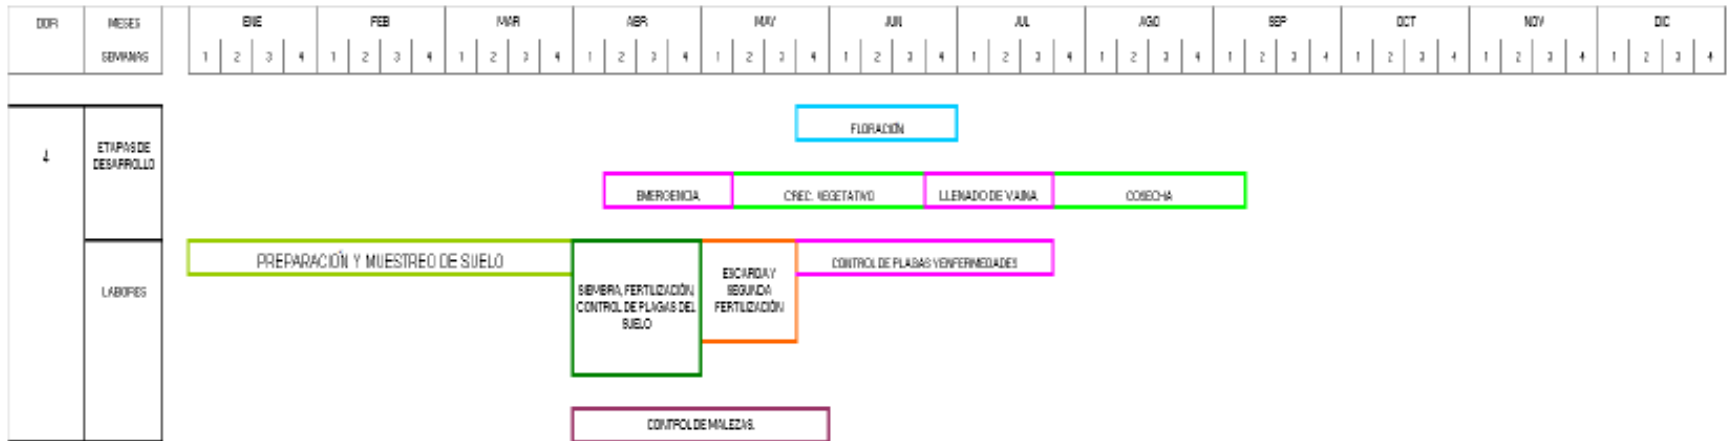 DDR MESES ENE FEB MAR ABR MAY JUN JUL AGO SEP OCT NOV DIC
SEMANAS 1 2 3 4 1 2 3 4 1 2 3 4 1 2 3 4 1 2 3 4 1 2 3 4 1 2 3 4 1 2 3 4 1 2 3 4 1 2 3 4 1 2 3 4 1 2 3 4
FLORACIÓN
ETAPAS DE
DESARROLLO
EMERGENCIA CREC. VEGETATIVO LLENADO DE VAINA COSECHA
PREPARACIÓN Y MUESTREO DE SUELO
SIEMBRA, FERTILIZACIÓN,
CONTROL DE PLAGAS DEL
SUELO
ESCARDA Y
SEGUNDA
FERTILIZACIÓN
CONTROL DE PLAGAS Y ENFERMEDADES
LABORES
CONTROL DE MALEZAS.